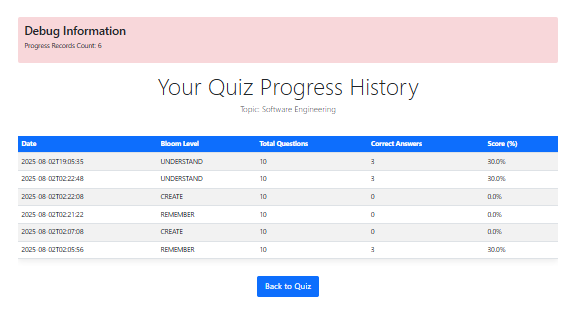 Debug Information
Progress Records Count: 6
Your Quiz Progress History
Topic: Software Engineering
Date Bloom Level Total Questions Correct Answers Score (%)
2025-08-02T19:05:35 UNDERSTAND 10 3 30.0%
2025-08-02T02:22:48 UNDERSTAND 10 3 30.0%
2025-08-02T02:22:08 CREATE 10 0 0.0%
2025-08-02T02:21:22 REMEMBER 10 0 0.0%
2025-08-02T02:07:08 CREATE 10 0 0.0%
2025-08-02T02:05:56 REMEMBER 10 3 30.0%
Back to Quiz